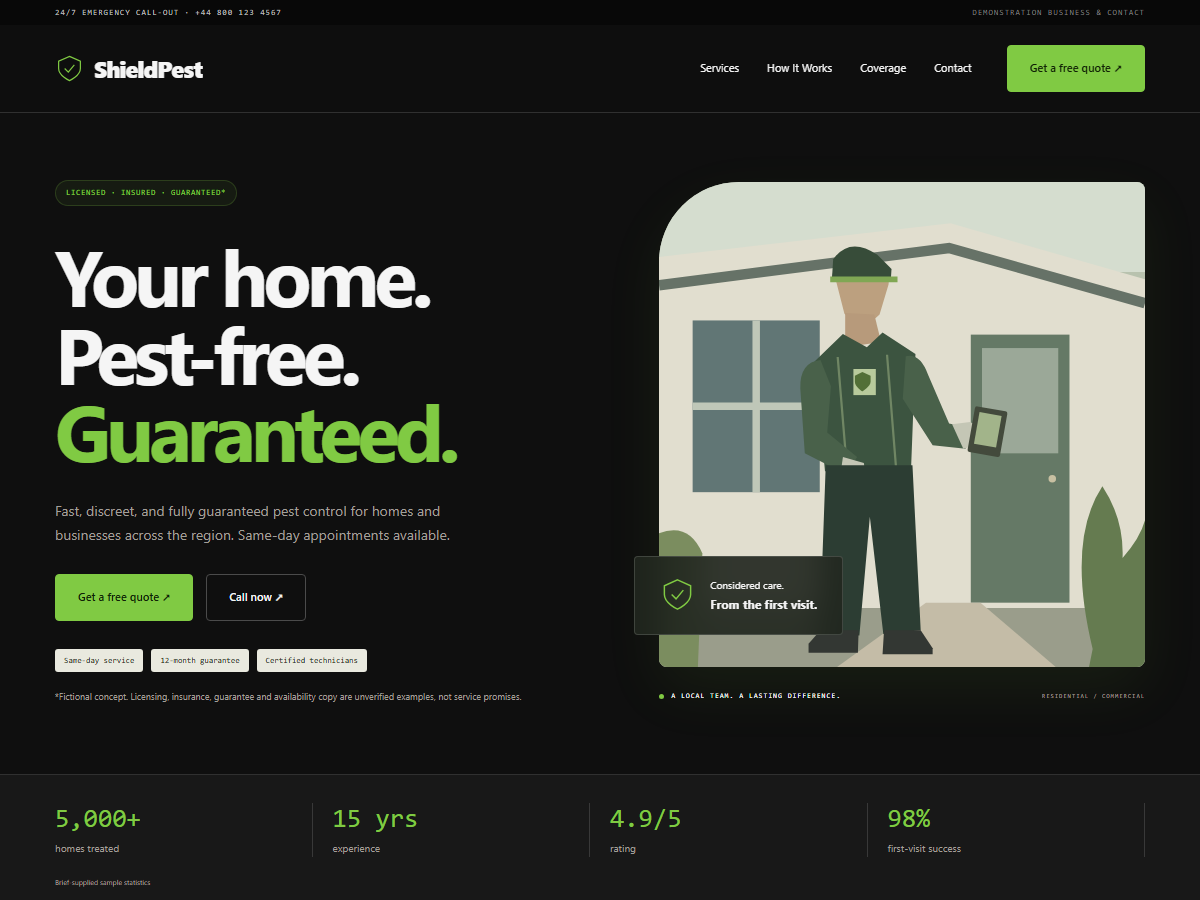 24/7 EMERGENCY CALL-OUT · +44 800 123 4567
DEMONSTRATION BUSINESS & CONTACT
ShieldPest
Services
How It Works
Coverage
Contact
Get a free quote ↗
LICENSED · INSURED · GUARANTEED*
Your home.
Pest-free.
Guaranteed.
Fast, discreet, and fully guaranteed pest control for homes and
businesses across the region. Same-day appointments available.
Get a free quote ↗
Call now ↗
Same-day service
12-month guarantee
Certified technicians
*Fictional concept. Licensing, insurance, guarantee and availability copy are unverified examples, not service promises.
Considered care.
From the first visit.
A LOCAL TEAM. A LASTING DIFFERENCE.
RESIDENTIAL / COMMERCIAL
5,000+
homes treated
15 yrs
experience
4.9/5
rating
98%
first-visit success
Brief-supplied sample statistics